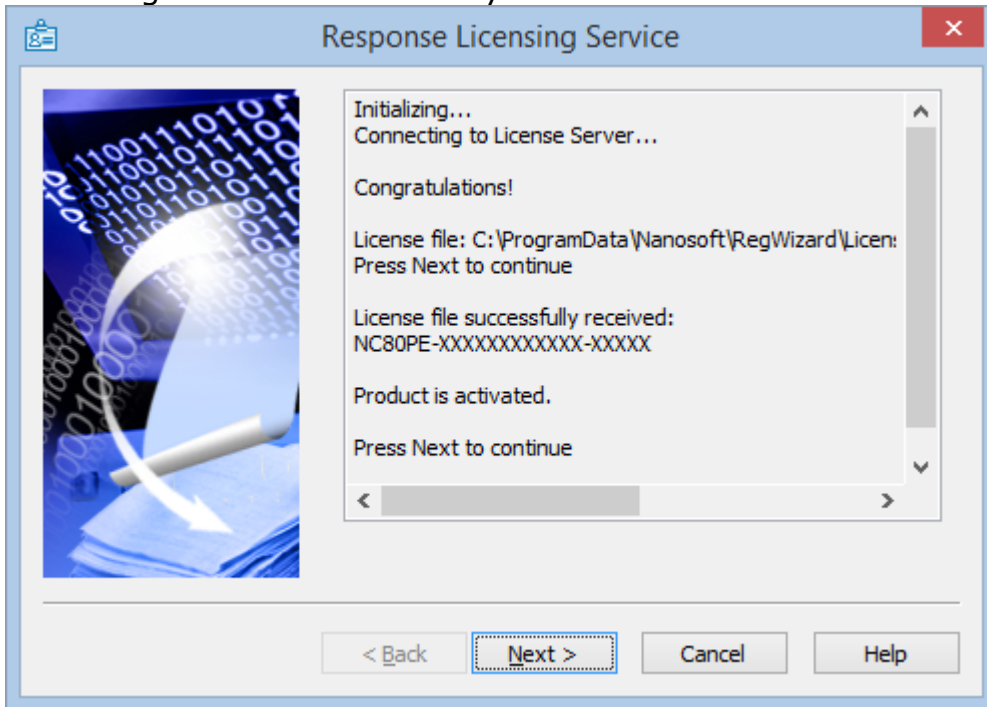 Response Licensing Service
Initializing...
Connecting to License Server...
Congratulations!
License file: C:\ProgramData\Nanosoft\RegWizard\Licens
Press Next to continue
License file successfully received:
NC80PE-XXXXXXXXXXXX-XXXXX
Product is activated.
Press Next to continue
< Back
Next >
Cancel
Help